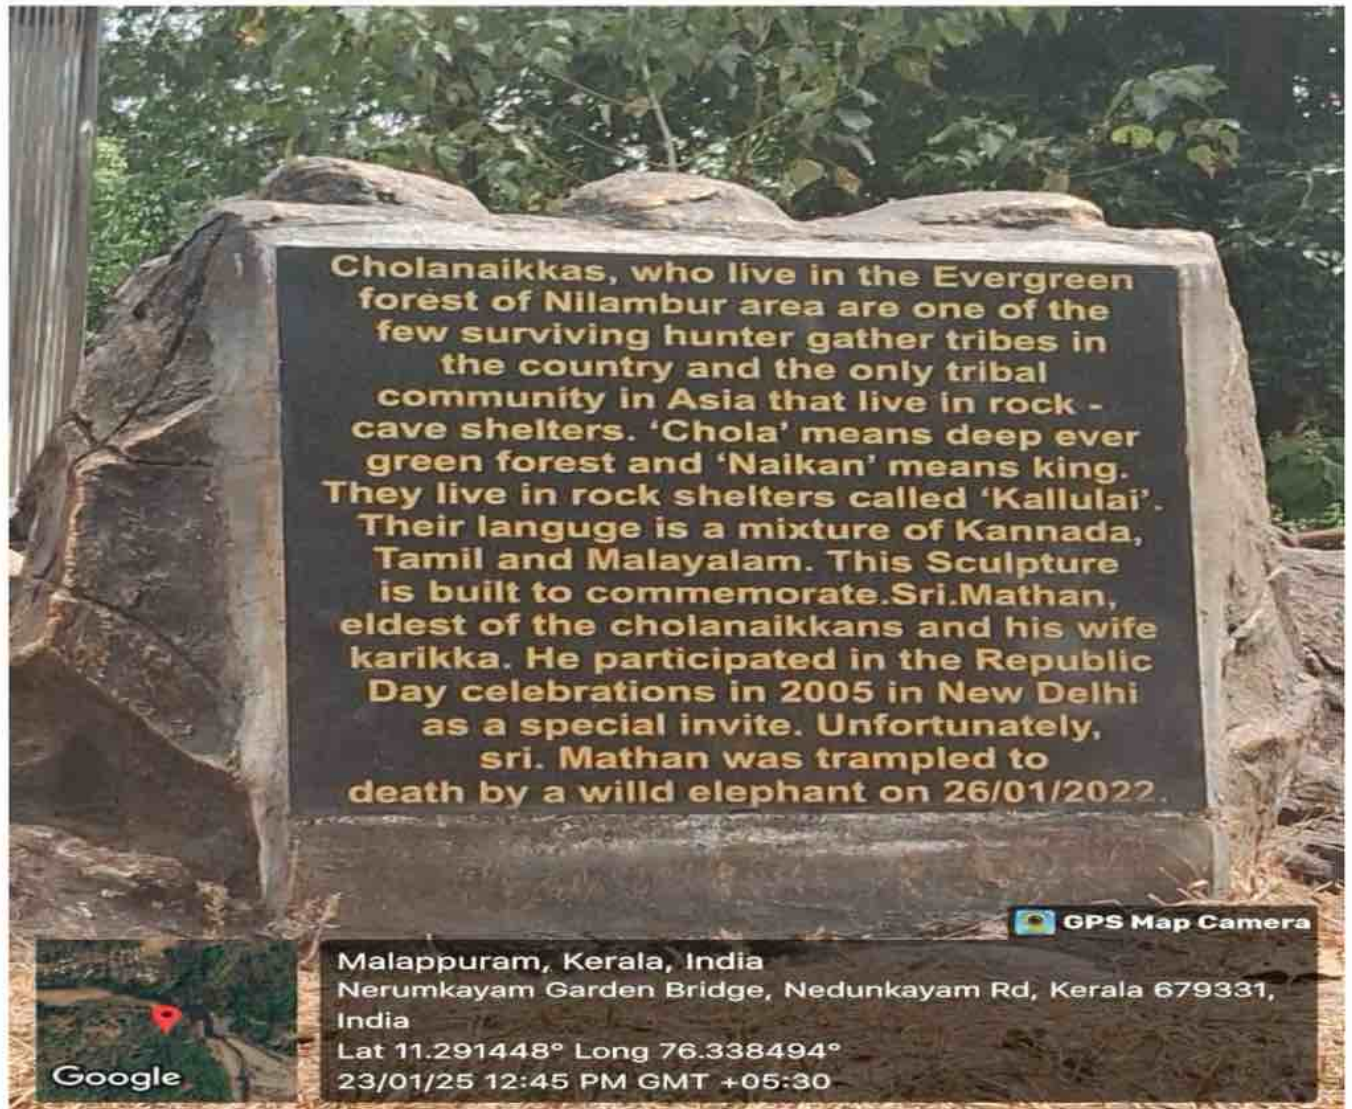 Cholanaikkas, who live in the Evergreen
forest of Nilambur area are one of the
few surviving hunter gather tribes in
the country and the only tribal
community in Asia that live in rock -
cave shelters. ‘Chola’ means deep ever
green forest and ‘Naikan’ means king.
They live in rock shelters called ‘Kallulai’.
Their languge is a mixture of Kannada,
Tamil and Malayalam. This Sculpture
is built to commemorate.Sri.Mathan,
eldest of the cholanaikkans and his wife
karikka. He participated in the Republic
Day celebrations in 2005 in New Delhi
as a special invite. Unfortunately,
sri. Mathan was trampled to
death by a willd elephant on 26/01/2022.
GPS Map Camera
Malappuram, Kerala, India
Nerumkayam Garden Bridge, Nedunkayam Rd, Kerala 679331,
India
Lat 11.291448° Long 76.338494°
23/01/25 12:45 PM GMT +05:30
Google